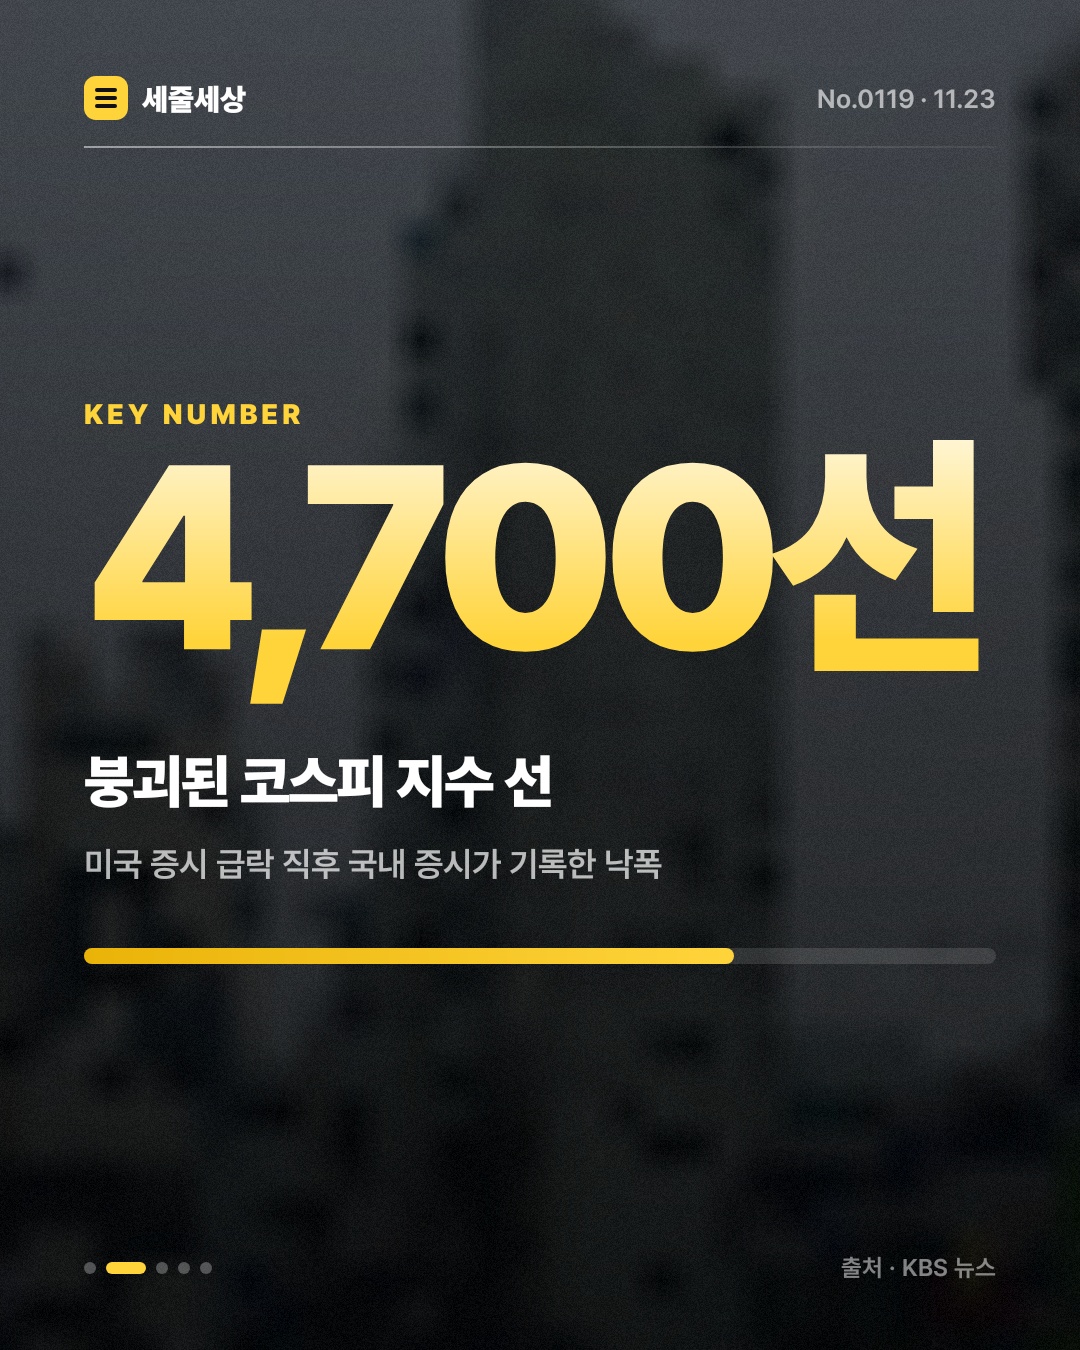 세줄세상
No.0119 · 11.23
KEY NUMBER
4,700선
붕괴된 코스피 지수 선
미국 증시 급락 직후 국내 증시가 기록한 낙폭
출처 · KBS 뉴스